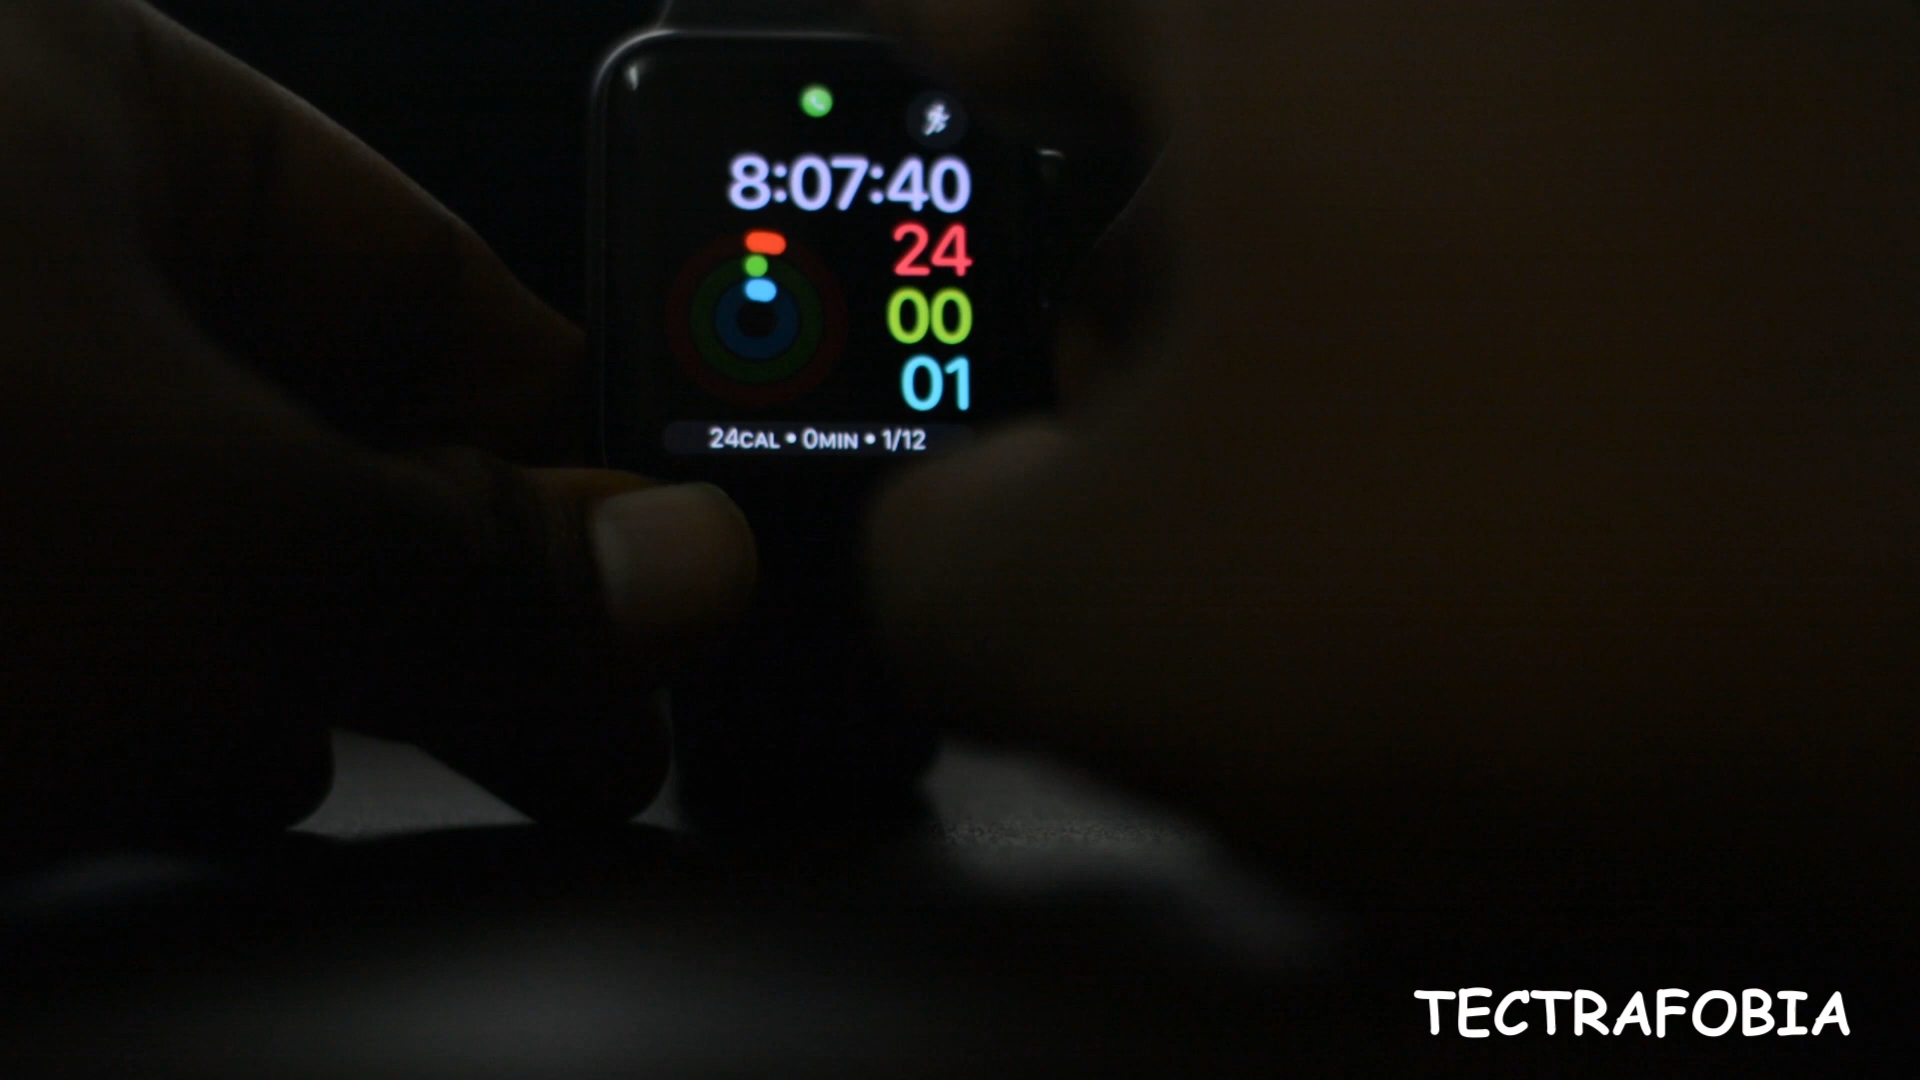 8:07:40
24
00
01
24CAL • 0MIN • 1/12
TECTRAFOBIA